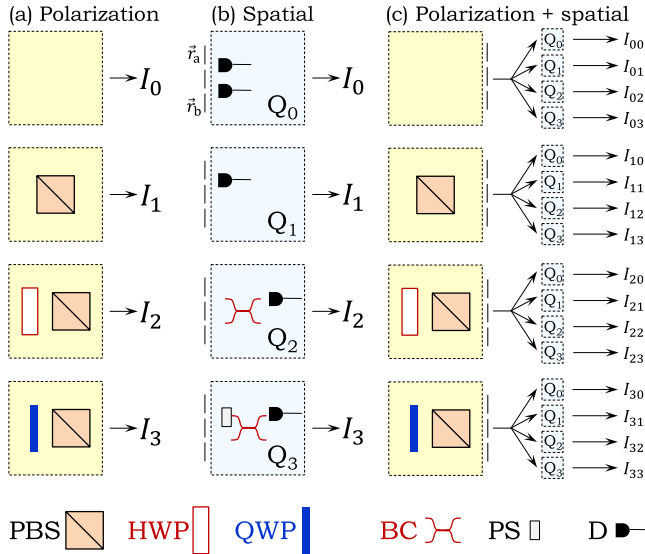 (a) Polarization (b) Spatial (c) Polarization + spatial
I₀ r⃗ₐ r⃗_b Q₀ I₀ Q₀ Q₁ Q₂ Q₃ I₀₀ I₀₁ I₀₂ I₀₃
I₁ Q₁ I₁ Q₀ Q₁ Q₂ Q₃ I₁₀ I₁₁ I₁₂ I₁₃
I₂ Q₂ I₂ Q₀ Q₁ Q₂ Q₃ I₂₀ I₂₁ I₂₂ I₂₃
I₃ Q₃ I₃ Q₀ Q₁ Q₂ Q₃ I₃₀ I₃₁ I₃₂ I₃₃
PBS HWP QWP BC PS D